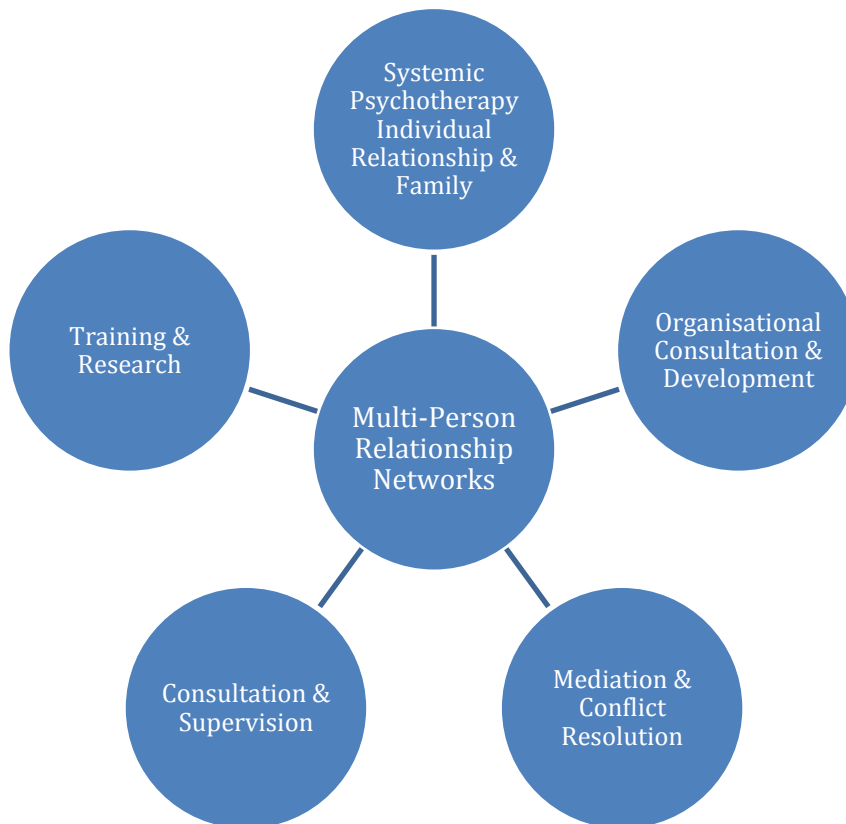 Systemic
Psychotherapy
Individual
Relationship &
Family
Training &
Research
Organisational
Consultation &
Development
Multi-Person
Relationship
Networks
Consultation &
Supervision
Mediation &
Conflict
Resolution